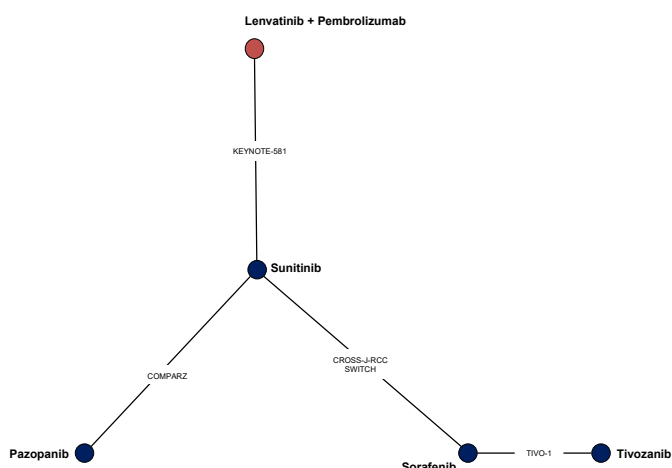 Lenvatinib + Pembrolizumab
KEYNOTE-581
Sunitinib
CROSS-J-RCC
SWITCH
COMPARZ
Pazopanib
TIVO-1
Tivozanib
Sorafenib